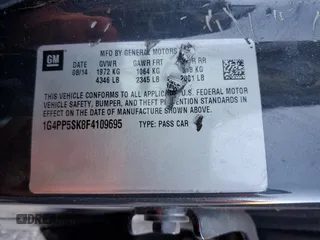 GM
MFD BY GENERAL MOTORS
DATE GVWR GAWR FRT RR
08/14 1972 KG 1064 KG KG
4346 LB 2345 LB LB
THIS VEHICLE CONFORMS TO ALL APPLICABLE U.S. FEDERAL MOTOR
VEHICLE SAFETY, BUMPER, AND THEFT PREVENTION STANDARDS IN
EFFECT ON THE DATE OF MANUFACTURE SHOWN ABOVE.
1G4PP5SK8F4109695 TYPE: PASS CAR